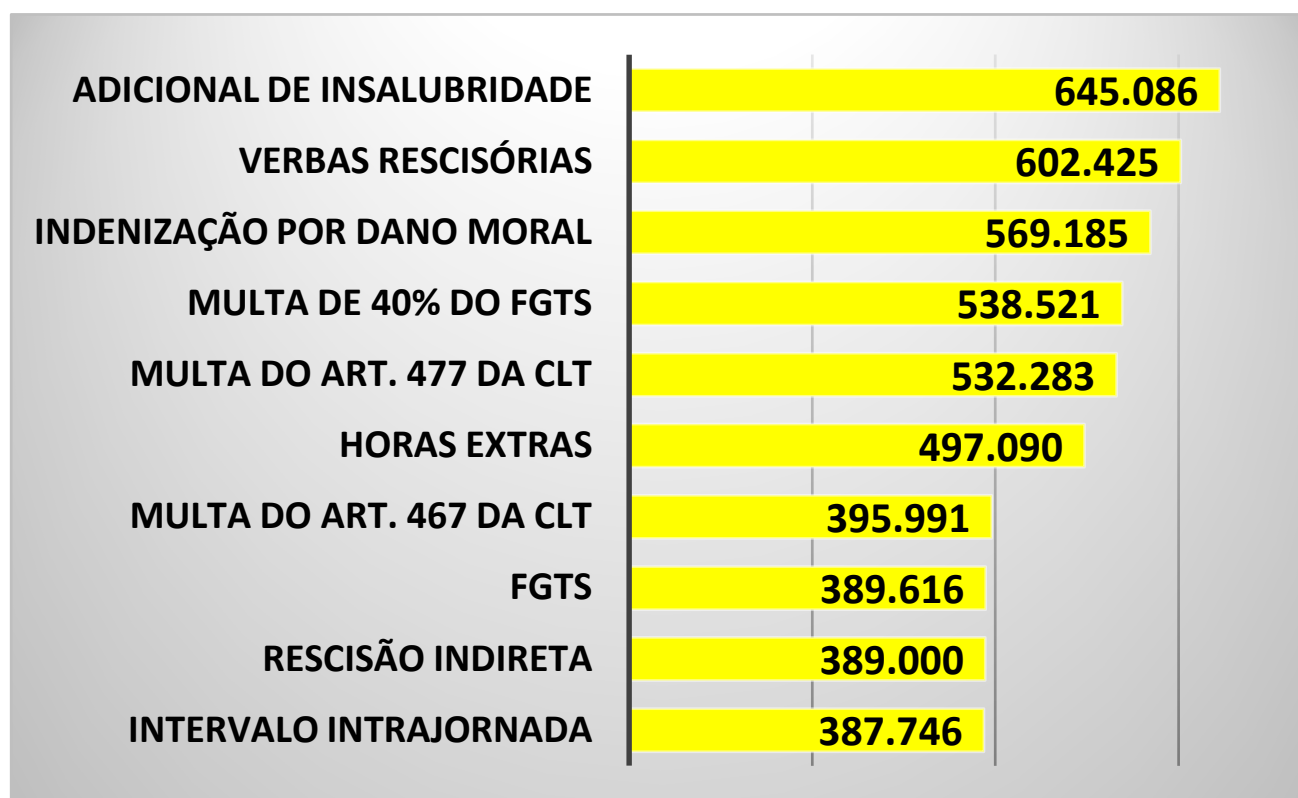 ADICIONAL DE INSALUBRIDADE 645.086
VERBAS RESCISÓRIAS 602.425
INDENIZAÇÃO POR DANO MORAL 569.185
MULTA DE 40% DO FGTS 538.521
MULTA DO ART. 477 DA CLT 532.283
HORAS EXTRAS 497.090
MULTA DO ART. 467 DA CLT 395.991
FGTS 389.616
RESCISÃO INDIRETA 389.000
INTERVALO INTRAJORNADA 387.746